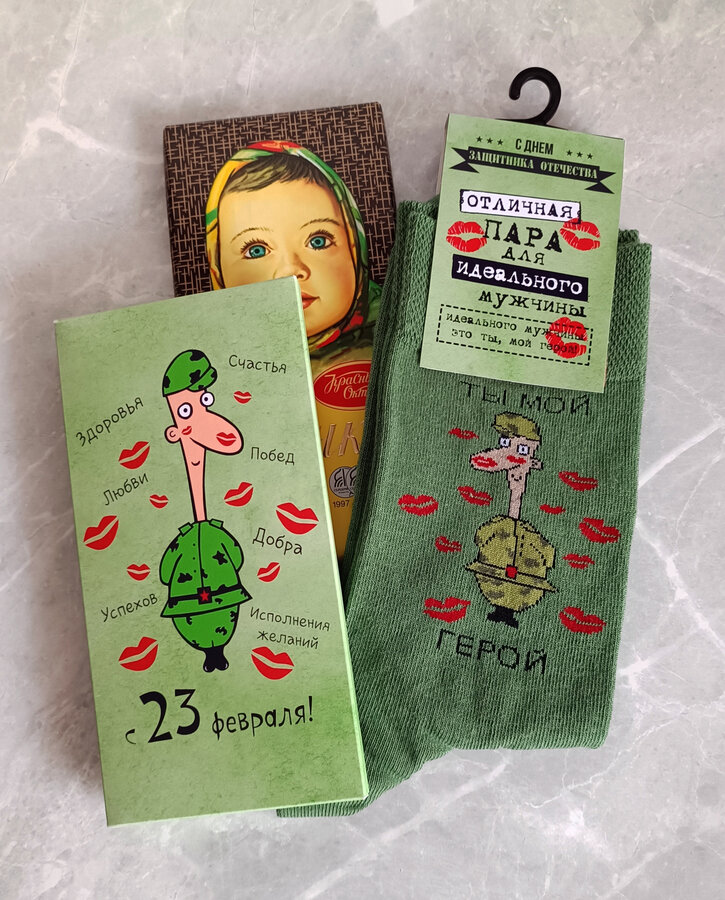 С ДНЕМ
ЗАЩИТНИКА ОТЕЧЕСТВА
ОТЛИЧНАЯ
ПАРА
для
идеального
мужчины
идеального мужчины
это ты, мой герой!
ТЫ МОЙ
ГЕРОЙ
Счастья
Здоровья
Побед
Любви
Добра
Успехов
Исполнения
желаний
с 23 февраля!
1997